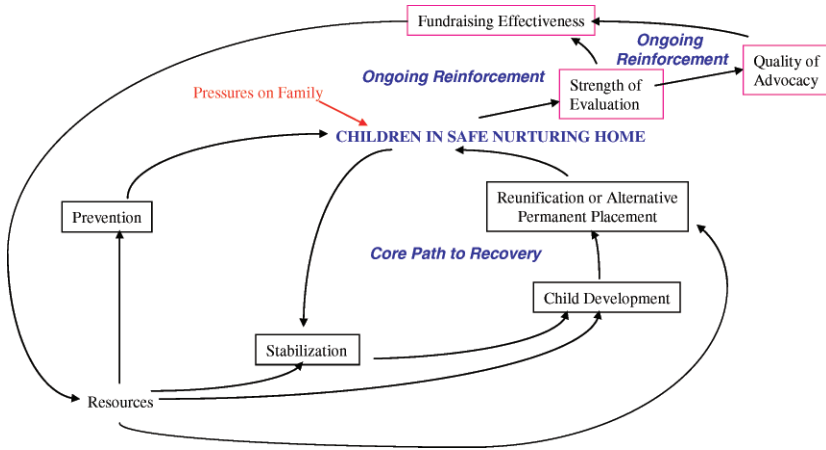 Fundraising Effectiveness
Ongoing
Reinforcement
Quality of
Advocacy
Ongoing Reinforcement
Strength of
Evaluation
Pressures on Family
CHILDREN IN SAFE NURTURING HOME
Prevention
Reunification or Alternative
Permanent Placement
Core Path to Recovery
Child Development
Stabilization
Resources